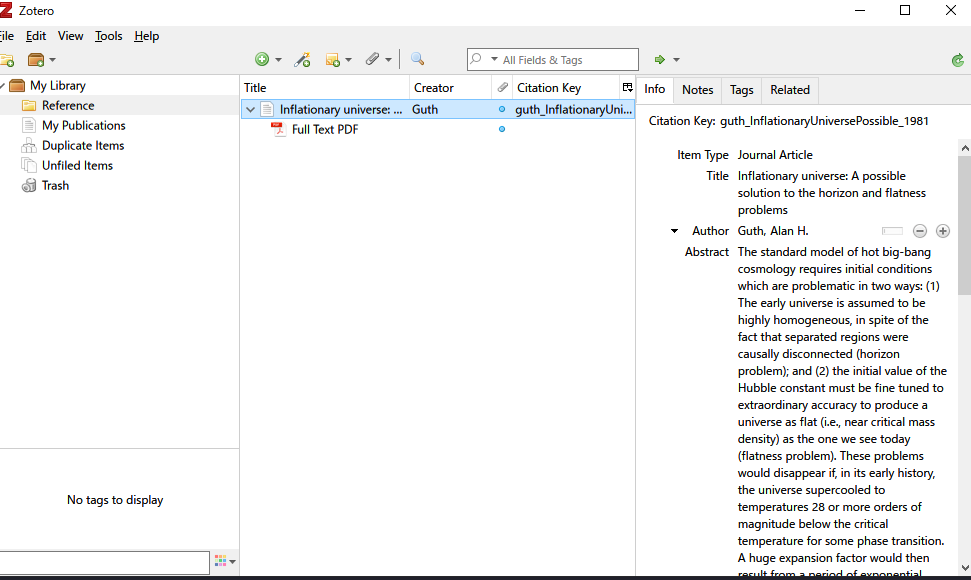 Zotero
File Edit View Tools Help
All Fields & Tags
My Library
Reference
My Publications
Duplicate Items
Unfiled Items
Trash
No tags to display
Title Creator Citation Key
Inflationary universe: ... Guth guth_InflationaryUni...
Full Text PDF
Info Notes Tags Related
Citation Key: guth_InflationaryUniversePossible_1981
Item Type Journal Article
Title Inflationary universe: A possible
solution to the horizon and flatness
problems
Author Guth, Alan H.
Abstract The standard model of hot big-bang
cosmology requires initial conditions
which are problematic in two ways: (1)
The early universe is assumed to be
highly homogeneous, in spite of the
fact that separated regions were
causally disconnected (horizon
problem); and (2) the initial value of the
Hubble constant must be fine tuned to
extraordinary accuracy to produce a
universe as flat (i.e., near critical mass
density) as the one we see today
(flatness problem). These problems
would disappear if, in its early history,
the universe supercooled to
temperatures 28 or more orders of
magnitude below the critical
temperature for some phase transition.
A huge expansion factor would then
result from a period of exponential